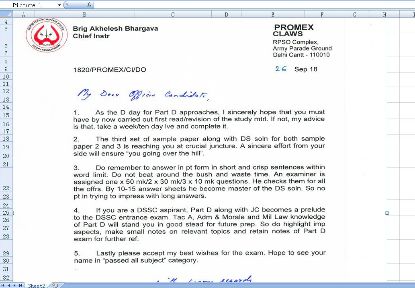 Brig Akhelesh Bhargava
Chief Instr
PROMEX
CLAWS
RPSO Complex,
Army Parade Ground
Delhi Cantt - 110010
1820/PROMEX/CI/DO
26 Sep 18
My Dear Officer Candidate,
1. As the D day for Part D approaches, I sincerely hope that you must
have by now carried out first read/revision of the study mtrl. If not, my advice
is that, take a week/ten day lve and complete it.
2. The third set of sample paper along with DS soln for both sample
paper 2 and 3 is reaching you at crucial juncture. A sincere effort from your
side will ensure "you going over the hill".
3. Do remember to answer in pt form in short and crisp sentences within
word limit. Do not beat around the bush and waste time. An examiner is
assigned one x 50 mk/2 x 30 mk/3 x 10 mk questions. He checks them for all
the offrs. By 10-15 answer sheets he become master of the DS soln. So no
pt in trying to impress with long answers.
4. If you are a DSSC aspirant, Part D along with JC becomes a prelude
to the DSSC entrance exam. Tac A, Adm & Morale and Mil Law knowledge
of Part D will stand you in good stead for future prep. So do highlight imp
aspects, make small notes on relevant topics and retain notes of Part D
exam for further ref.
5. Lastly please accept my best wishes for the exam. Hope to see your
name in "passed all subject" category.